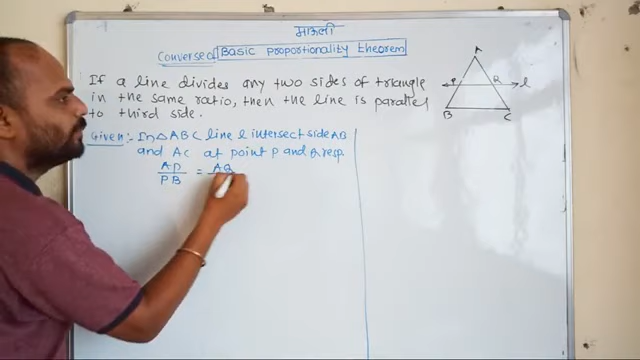 माऊली
Converse of Basic proportionality theorem
If a line divides any two sides of triangle
in the same ratio, then the line is parallel
to third side.
Given:- In △ABC line l intersect side AB
and AC at point P and Q resp.
AP/PB = AQ
A
P Q l
B C